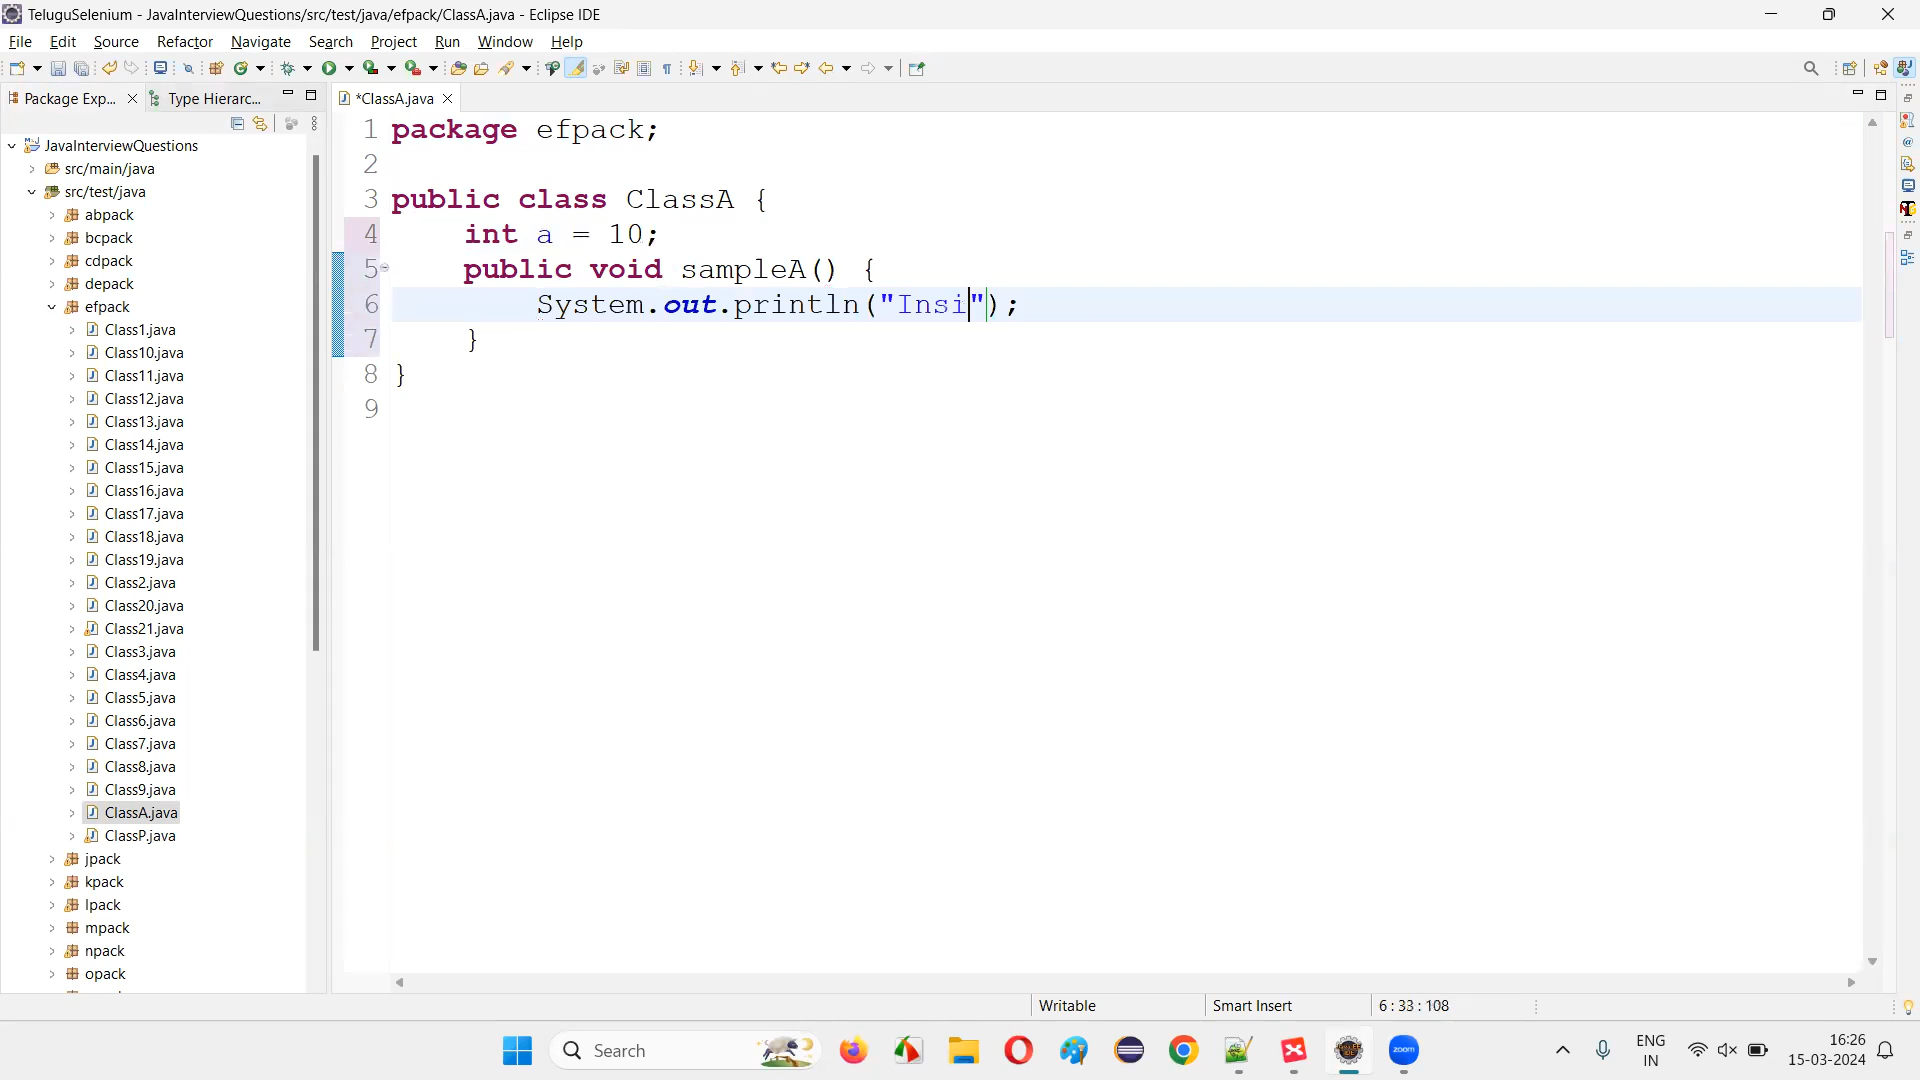 TeluguSelenium - JavaInterviewQuestions/src/test/java/efpack/ClassA.java - Eclipse IDE
File Edit Source Refactor Navigate Search Project Run Window Help
Package Exp... Type Hierarc...
*ClassA.java
JavaInterviewQuestions
src/main/java
src/test/java
abpack
bcpack
cdpack
depack
efpack
Class1.java
Class10.java
Class11.java
Class12.java
Class13.java
Class14.java
Class15.java
Class16.java
Class17.java
Class18.java
Class19.java
Class2.java
Class20.java
Class21.java
Class3.java
Class4.java
Class5.java
Class6.java
Class7.java
Class8.java
Class9.java
ClassA.java
ClassP.java
jpack
kpack
lpack
mpack
npack
opack
1 package efpack;
2
3 public class ClassA {
4 int a = 10;
5 public void sampleA() {
6 System.out.println("Insi");
7 }
8 }
9
Writable Smart Insert 6 : 33 : 108
Search
zoom
ENG
IN
16:26
15-03-2024